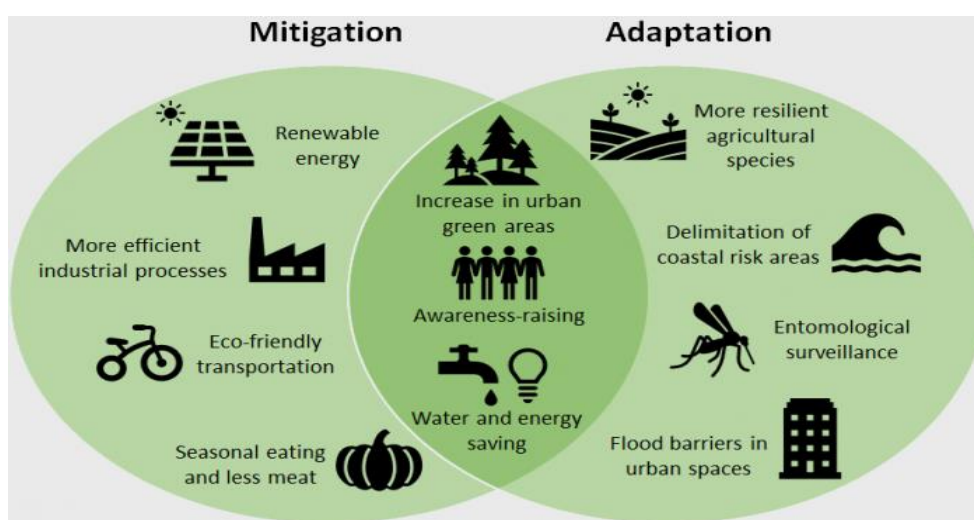 Mitigation
Adaptation
Renewable
energy
More efficient
industrial processes
Eco-friendly
transportation
Seasonal eating
and less meat
Increase in urban
green areas
Awareness-raising
Water and energy
saving
More resilient
agricultural
species
Delimitation of
coastal risk areas
Entomological
surveillance
Flood barriers in
urban spaces